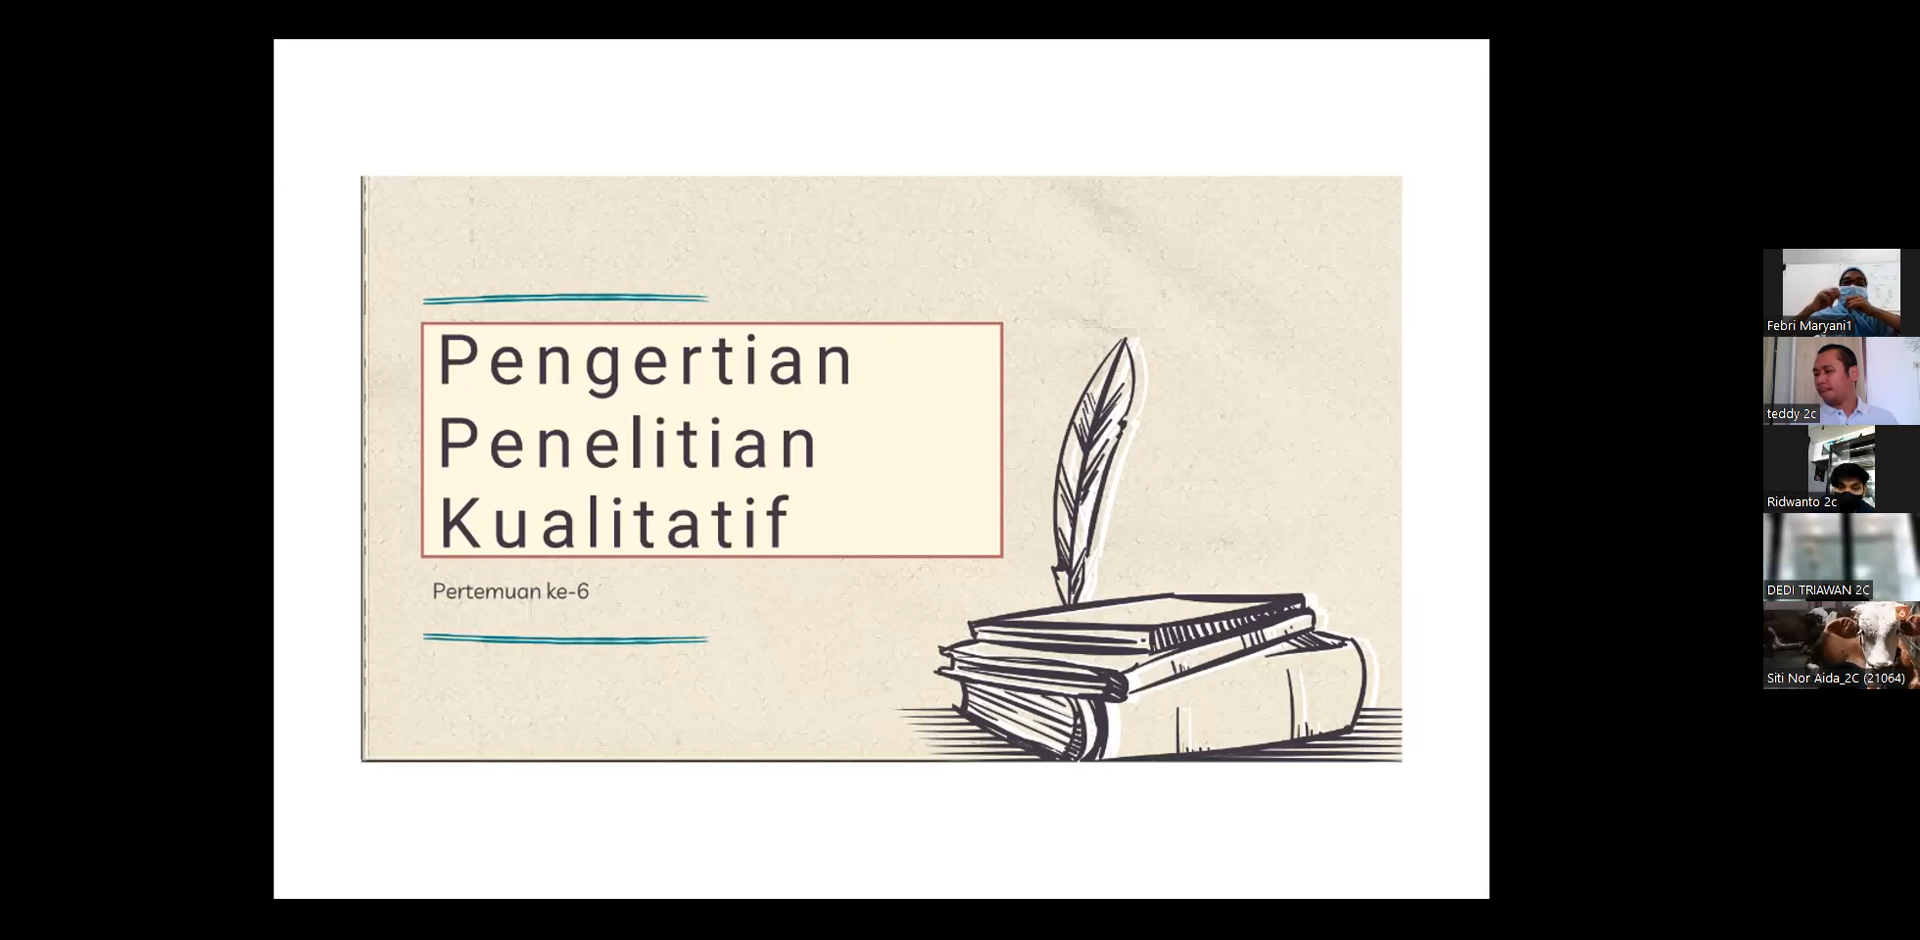 Pengertian
Penelitian
Kualitatif
Pertemuan ke-6
Febri Maryani1
teddy 2c
Ridwanto 2c
DEDI TRIAWAN 2C
Siti Nor Aida_2C (21064)